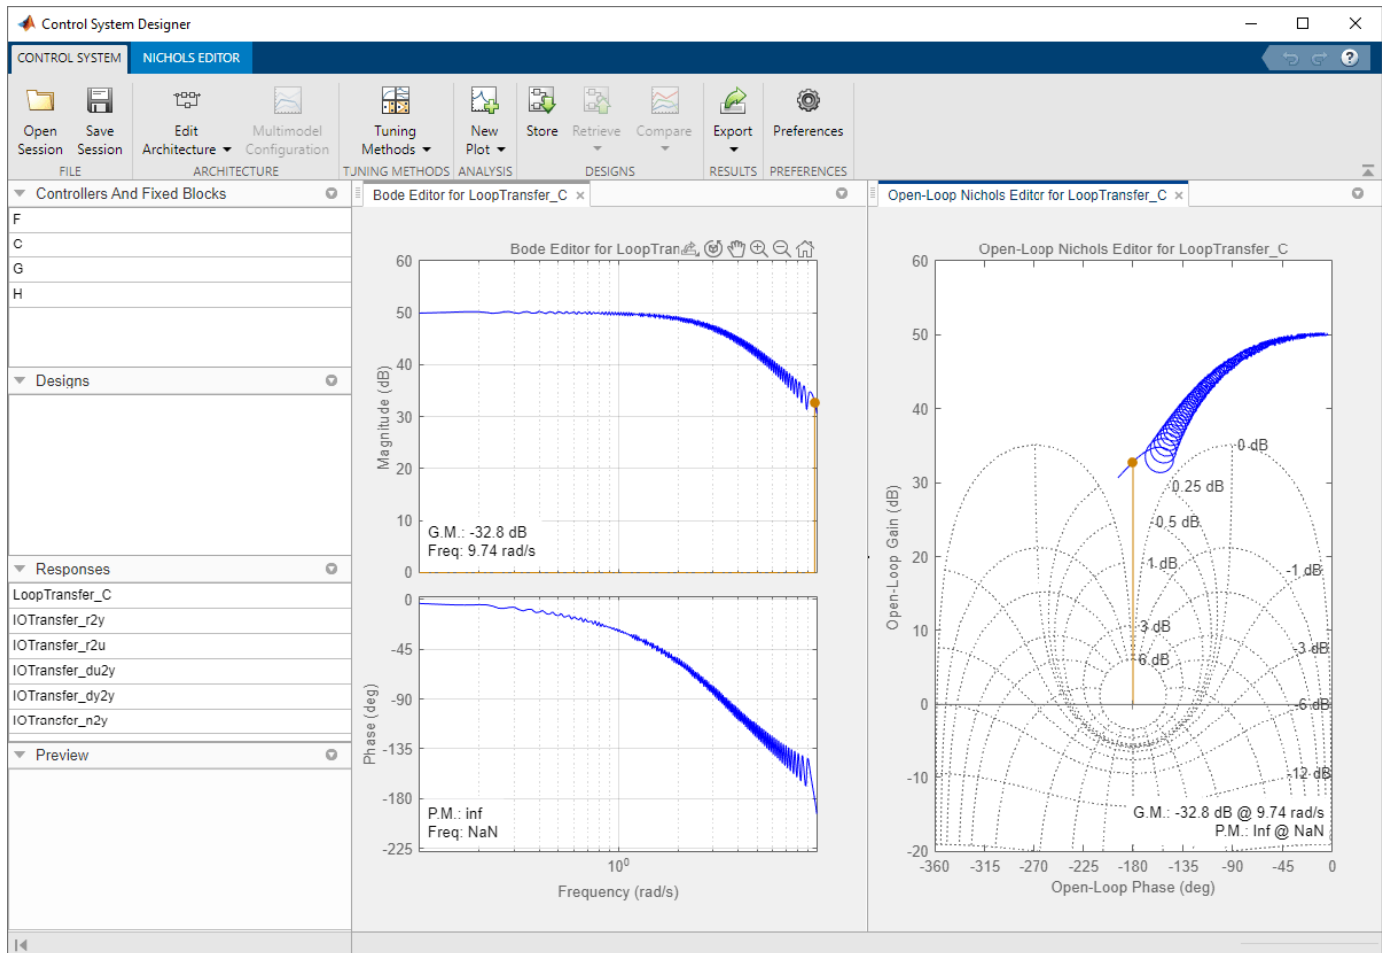 Control System Designer
CONTROL SYSTEM NICHOLS EDITOR
Open Session
Save Session
Edit Architecture
Multimodel Configuration
Tuning Methods
New Plot
Store
Retrieve
Compare
Export
Preferences
FILE ARCHITECTURE TUNING METHODS ANALYSIS DESIGNS RESULTS PREFERENCES
Controllers And Fixed Blocks
F
C
G
H
Designs
Responses
LoopTransfer_C
IOTransfer_r2y
IOTransfer_r2u
IOTransfer_du2y
IOTransfer_dy2y
IOTransfer_n2y
Preview
Bode Editor for LoopTransfer_C
Bode Editor for LoopTran
60
50
40
30
20
10
0
Magnitude (dB)
G.M.: -32.8 dB
Freq: 9.74 rad/s
0
-45
-90
-135
-180
-225
Phase (deg)
P.M.: inf
Freq: NaN
10⁰
Frequency (rad/s)
Open-Loop Nichols Editor for LoopTransfer_C
Open-Loop Nichols Editor for LoopTransfer_C
60
50
40
30
20
10
0
-10
-20
Open-Loop Gain (dB)
0 dB
0.25 dB
0.5 dB
1 dB
-1 dB
3 dB
-3 dB
6 dB
-6 dB
-12 dB
G.M.: -32.8 dB @ 9.74 rad/s
P.M.: Inf @ NaN
-360 -315 -270 -225 -180 -135 -90 -45 0
Open-Loop Phase (deg)